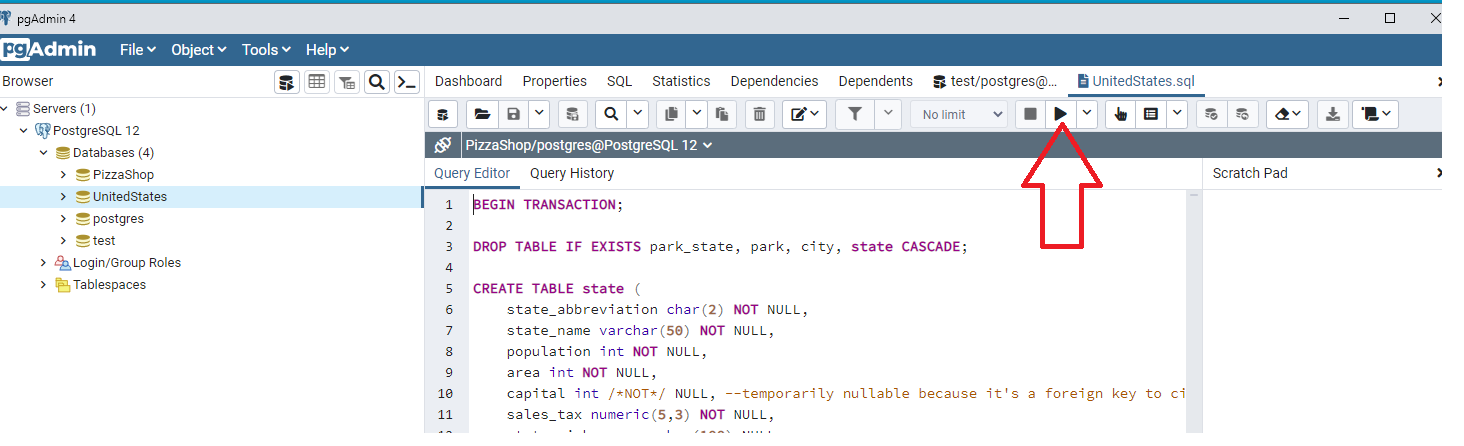 pgAdmin 4
pgAdmin File Object Tools Help
Browser
Dashboard Properties SQL Statistics Dependencies Dependents test/postgres@... UnitedStates.sql
No limit
PizzaShop/postgres@PostgreSQL 12
Query Editor Query History
Scratch Pad
Servers (1)
PostgreSQL 12
Databases (4)
PizzaShop
UnitedStates
postgres
test
Login/Group Roles
Tablespaces
1 BEGIN TRANSACTION;
2
3 DROP TABLE IF EXISTS park_state, park, city, state CASCADE;
4
5 CREATE TABLE state (
6 state_abbreviation char(2) NOT NULL,
7 state_name varchar(50) NOT NULL,
8 population int NOT NULL,
9 area int NOT NULL,
10 capital int /*NOT*/ NULL, --temporarily nullable because it's a foreign key to ci
11 sales_tax numeric(5,3) NOT NULL,